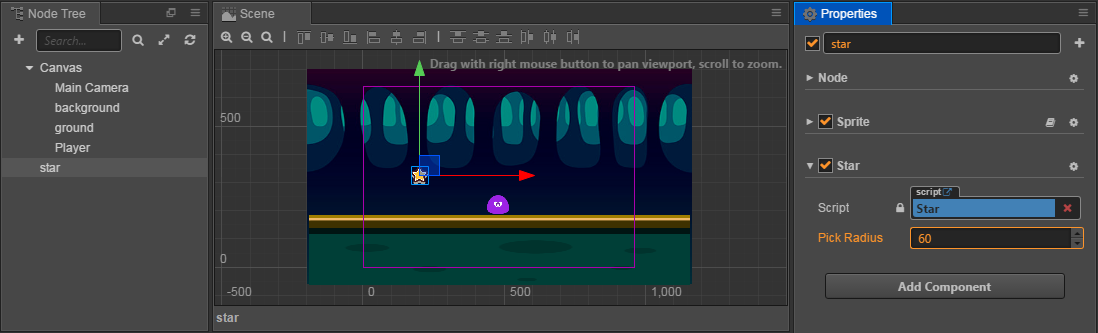 Node Tree
Search...
Canvas
Main Camera
background
ground
Player
star
Scene
Drag with right mouse button to pan viewport, scroll to zoom.
500
0
-500
0
500
1,000
star
Properties
star
Node
Sprite
Star
script
Script
Star
Pick Radius
60
Add Component